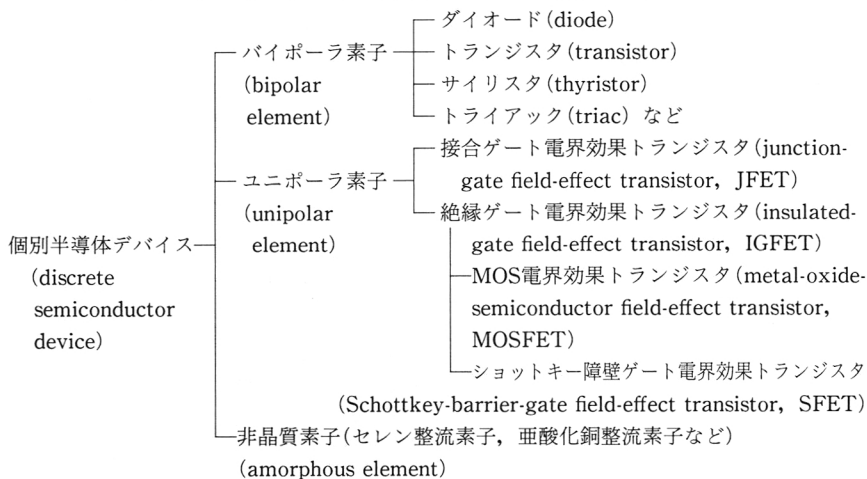 ダイオード(diode)
バイポーラ素子
トランジスタ(transistor)
(bipolar
サイリスタ(thyristor)
element)
トライアック(triac) など
接合ゲート電界効果トランジスタ(junction-
ユニポーラ素子
gate field-effect transistor, JFET)
(unipolar
絶縁ゲート電界効果トランジスタ(insulated-
element)
gate field-effect transistor, IGFET)
個別半導体デバイス
(discrete
MOS電界効果トランジスタ(metal-oxide-
semiconductor
semiconductor field-effect transistor,
device)
MOSFET)
ショットキー障壁ゲート電界効果トランジスタ
(Schottkey-barrier-gate field-effect transistor, SFET)
非晶質素子(セレン整流素子, 亜酸化銅整流素子など)
(amorphous element)